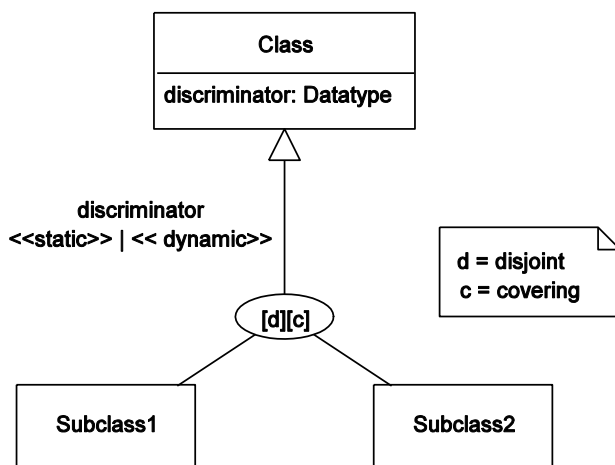 Class
discriminator: Datatype
discriminator
<<static>> | << dynamic>>
d = disjoint
c = covering
[d][c]
Subclass1
Subclass2